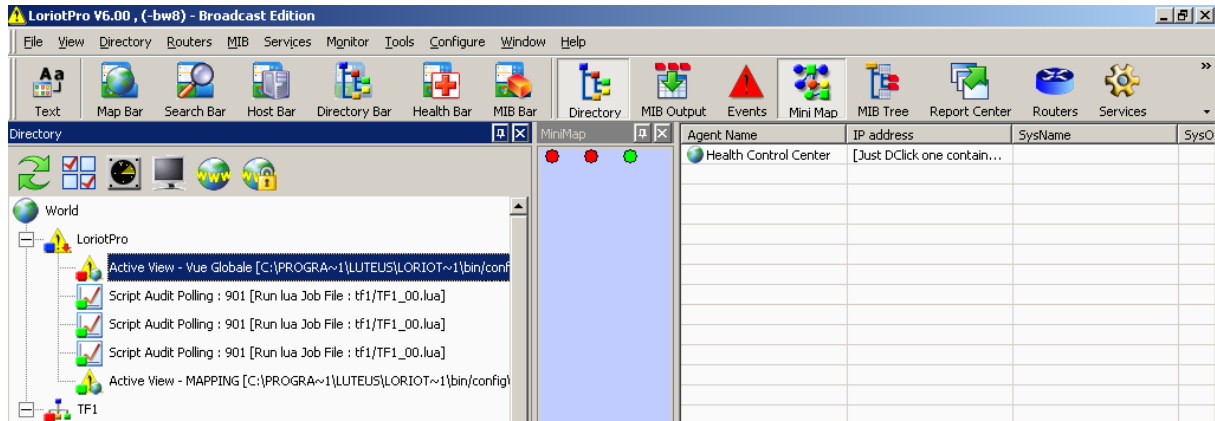 LoriotPro V6.00 , (-bw8) - Broadcast Edition
File View Directory Routers MIB Services Monitor Tools Configure Window Help
Text Map Bar Search Bar Host Bar Directory Bar Health Bar MIB Bar Directory MIB Output Events Mini Map MIB Tree Report Center Routers Services
Directory
MiniMap
Agent Name IP address SysName SysO
Health Control Center [Just DClick one contain...
World
LoriotPro
Active View - Vue Globale [C:\PROGRA~1\LUTEUS\LORIOT~1\bin/conf
Script Audit Polling : 901 [Run lua Job File : tf1/TF1_00.lua]
Script Audit Polling : 901 [Run lua Job File : tf1/TF1_00.lua]
Script Audit Polling : 901 [Run lua Job File : tf1/TF1_00.lua]
Active View - MAPPING [C:\PROGRA~1\LUTEUS\LORIOT~1\bin/config\
TF1